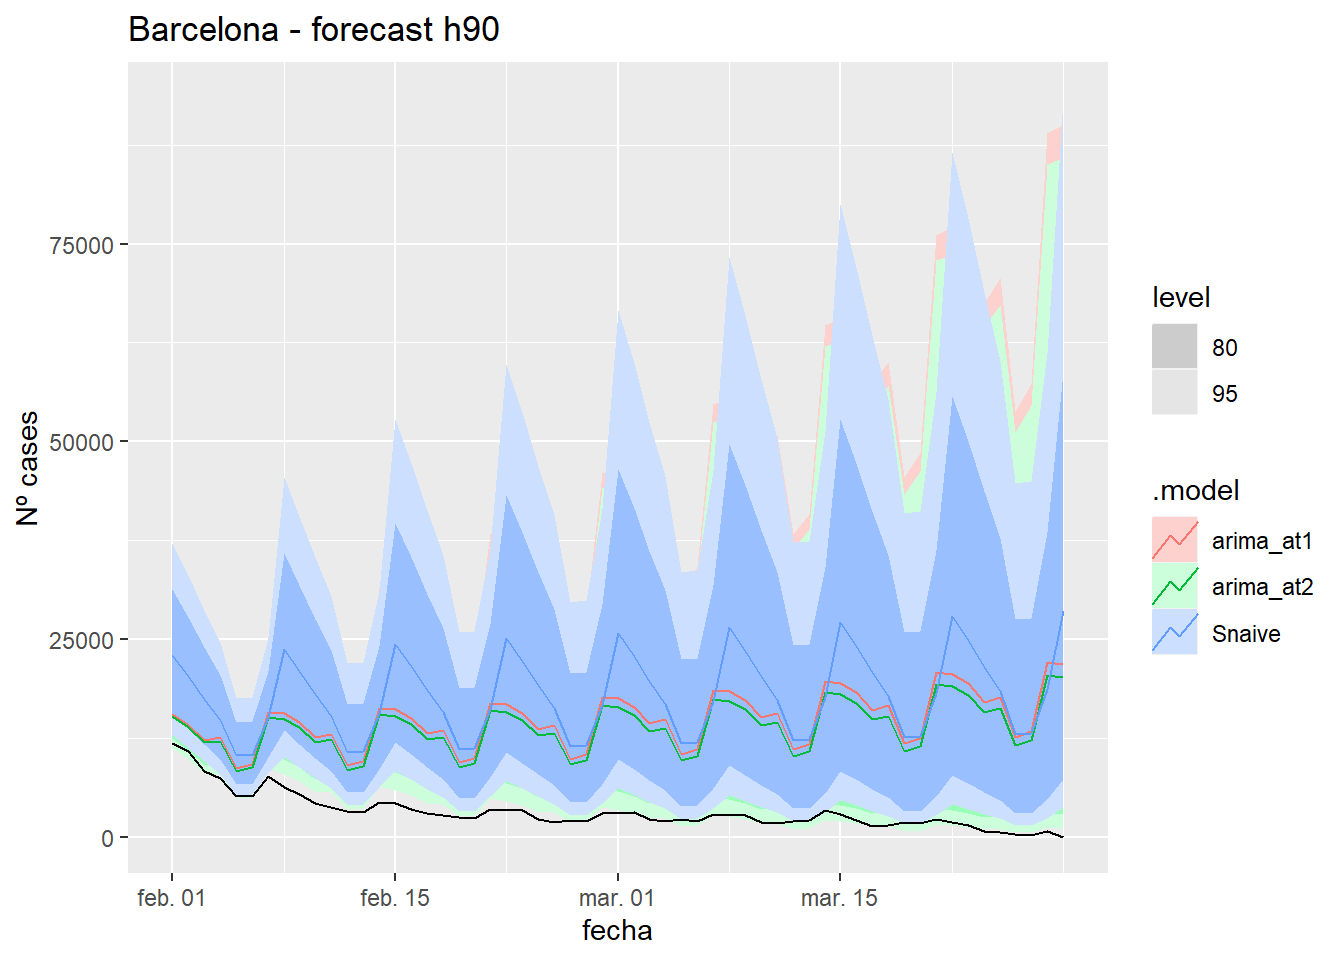 Barcelona - forecast h90
Nº cases
75000
50000
25000
0
feb. 01
feb. 15
mar. 01
mar. 15
fecha
level
80
95
.model
arima_at1
arima_at2
Snaive